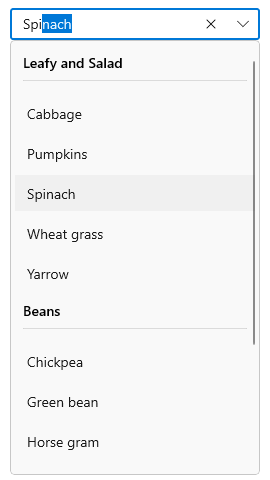 Spinach
Leafy and Salad
Cabbage
Pumpkins
Spinach
Wheat grass
Yarrow
Beans
Chickpea
Green bean
Horse gram